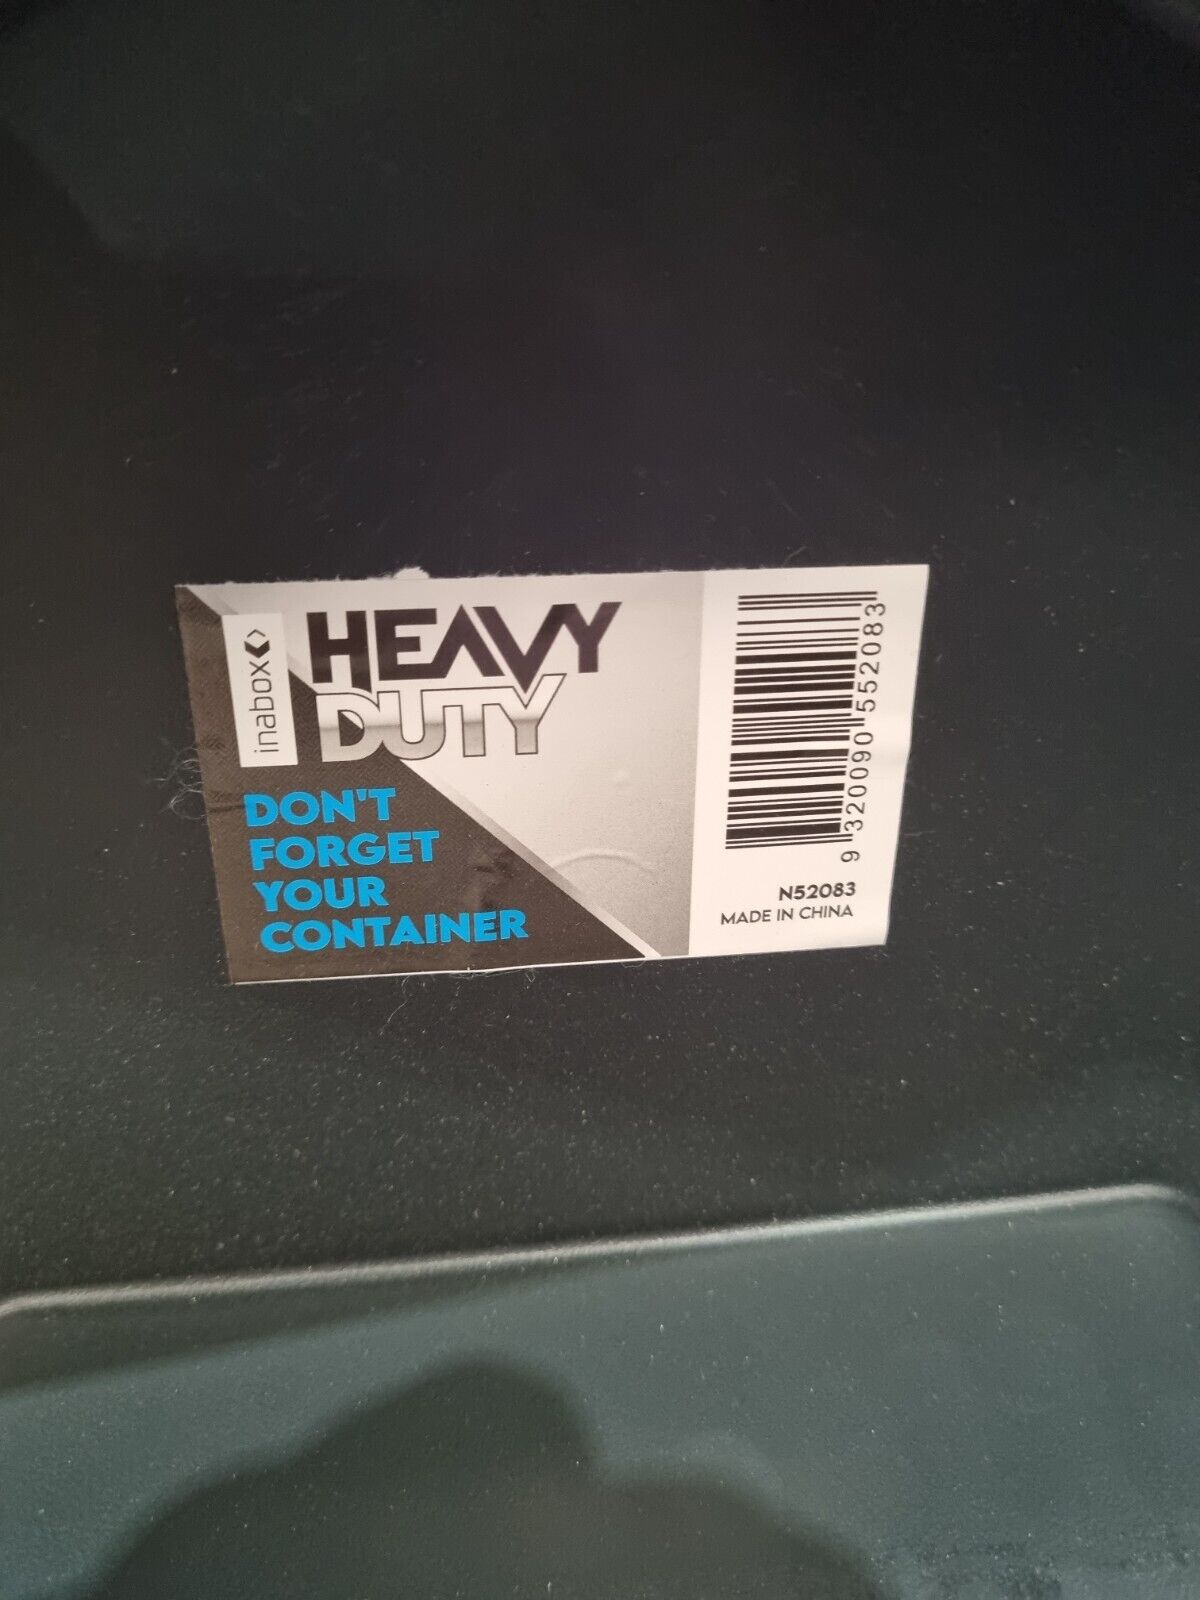 inabox
HEAVY
DUTY
DON'T
FORGET
YOUR
CONTAINER
9 320090 552083
N52083
MADE IN CHINA